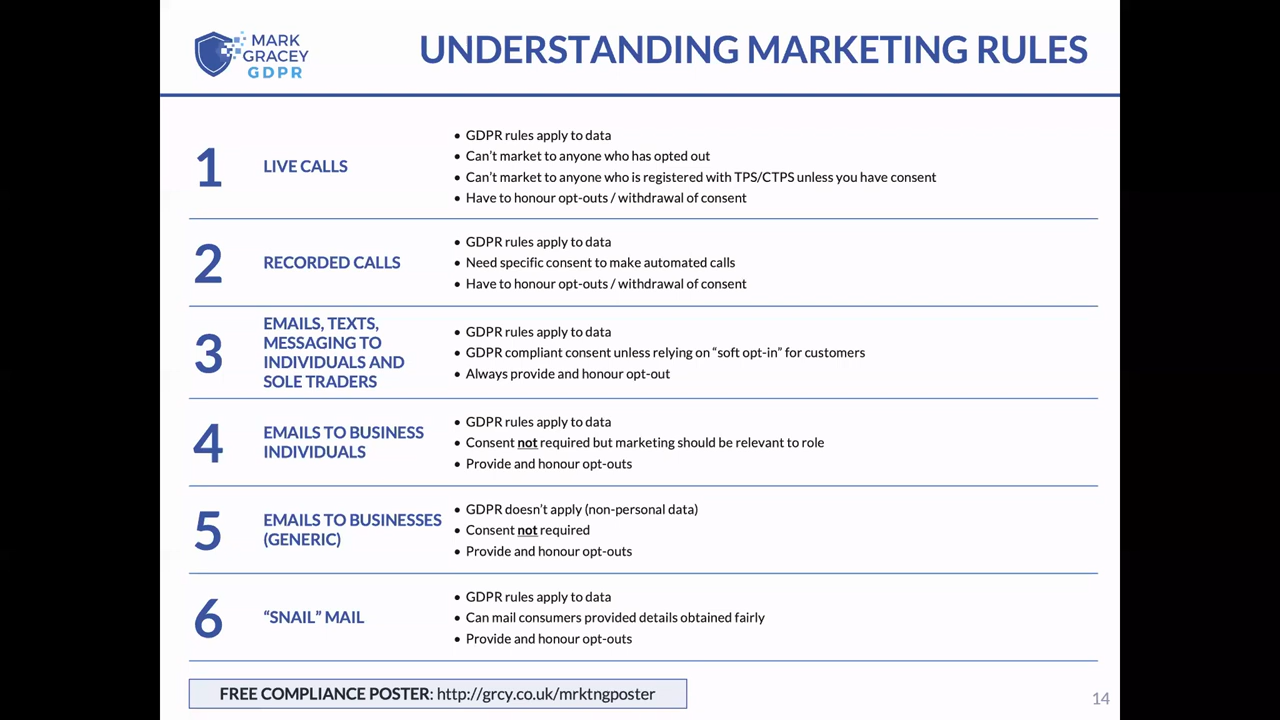 MARK
GRACEY
GDPR
UNDERSTANDING MARKETING RULES
1
LIVE CALLS
• GDPR rules apply to data
• Can't market to anyone who has opted out
• Can't market to anyone who is registered with TPS/CTPS unless you have consent
• Have to honour opt-outs / withdrawal of consent
2
RECORDED CALLS
• GDPR rules apply to data
• Need specific consent to make automated calls
• Have to honour opt-outs / withdrawal of consent
3
EMAILS, TEXTS,
MESSAGING TO
INDIVIDUALS AND
SOLE TRADERS
• GDPR rules apply to data
• GDPR compliant consent unless relying on “soft opt-in” for customers
• Always provide and honour opt-out
4
EMAILS TO BUSINESS
INDIVIDUALS
• GDPR rules apply to data
• Consent not required but marketing should be relevant to role
• Provide and honour opt-outs
5
EMAILS TO BUSINESSES
(GENERIC)
• GDPR doesn't apply (non-personal data)
• Consent not required
• Provide and honour opt-outs
6
“SNAIL” MAIL
• GDPR rules apply to data
• Can mail consumers provided details obtained fairly
• Provide and honour opt-outs
FREE COMPLIANCE POSTER: http://grcy.co.uk/mrktngposter
14